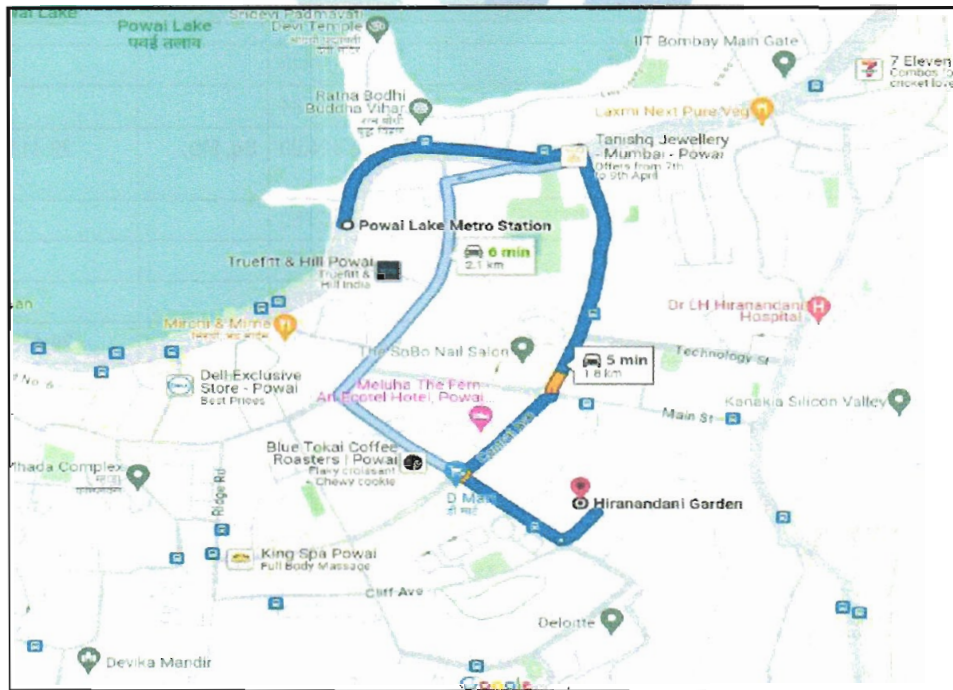 Powai Lake
पवई तलाव
Sridevi Padmavati
Devi Temple
IIT Bombay Main Gate
7 Eleven
Combos
cricket
Ratna Bodhi
Buddha Vihar
Laxmi Next Pure Veg
Tanishq Jewellery
- Mumbai - Powai
Offers from 7th
to 9th April
Powai Lake Metro Station
6 min
2.1 km
Truefitt & Hill Powai
Truefitt &
Hill India
Dr LH Hiranandani
Hospital
Mirchi & Mime
The SoBo Nail Salon
Technology St
5 min
1.8 km
Dell Exclusive
Store - Powai
Best Prices
Meluha The Fern
An Ecotel Hotel, Powai...
Main St
Kanakia Silicon Valley
Blue Tokai Coffee
Roasters | Powai
Flaky croissant
+ Chewy cookie
Central Ave
Mhada Complex
Ridge Rd
D Mart
डी मार्ट
Hiranandani Garden
King Spa Powai
Full Body Massage
Cliff Ave
Deloitte
Devika Mandir
Google